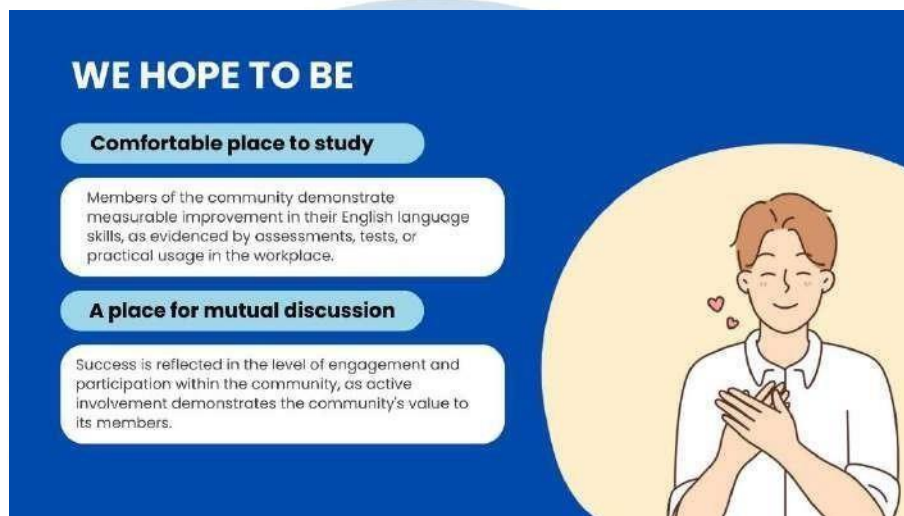 WE HOPE TO BE
Comfortable place to study
Members of the community demonstrate
measurable improvement in their English language
skills, as evidenced by assessments, tests, or
practical usage in the workplace.
A place for mutual discussion
Success is reflected in the level of engagement and
participation within the community, as active
involvement demonstrates the community's value to
its members.